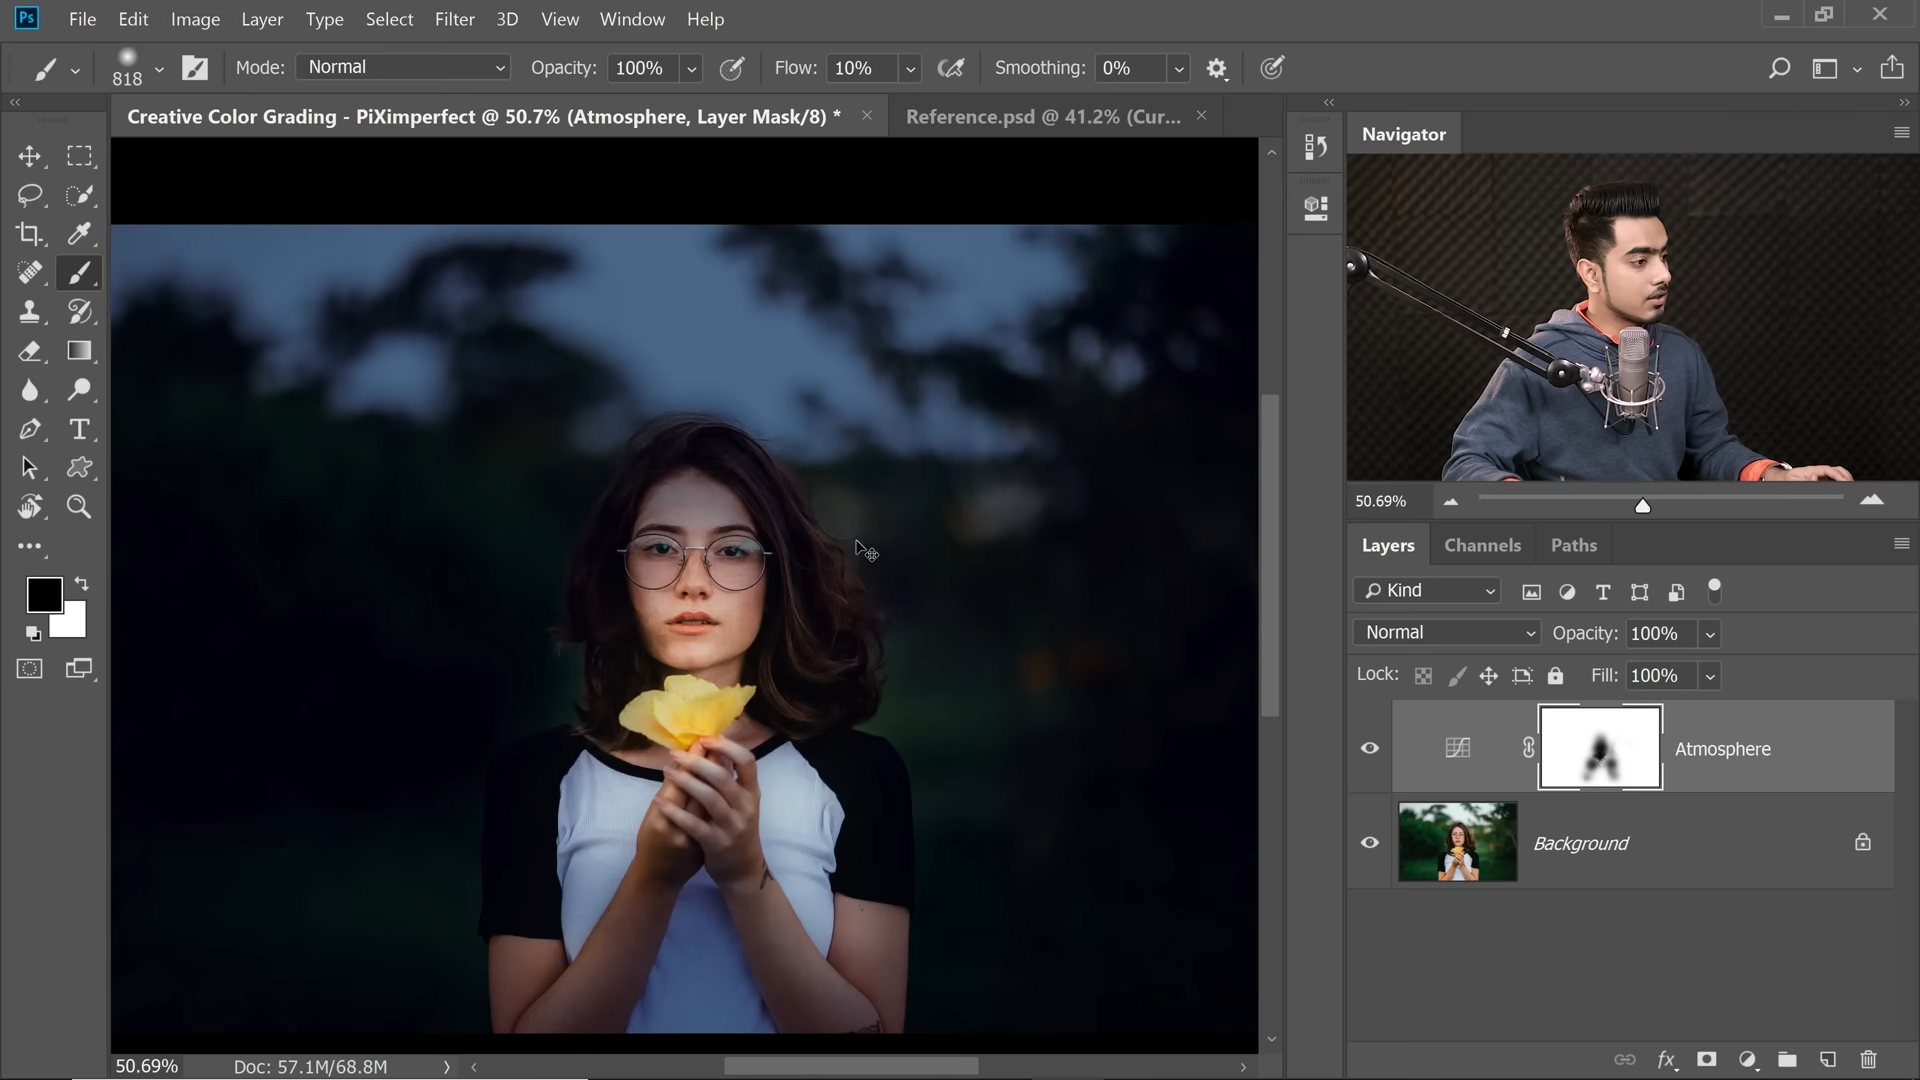 Ps File Edit Image Layer Type Select Filter 3D View Window Help
818 Mode: Normal Opacity: 100% Flow: 10% Smoothing: 0%
Creative Color Grading - PiXimperfect @ 50.7% (Atmosphere, Layer Mask/8) * Reference.psd @ 41.2% (Cur...
Navigator
50.69%
Layers Channels Paths
Kind
Normal Opacity: 100%
Lock: Fill: 100%
Atmosphere
Background
fx
50.69% Doc: 57.1M/68.8M